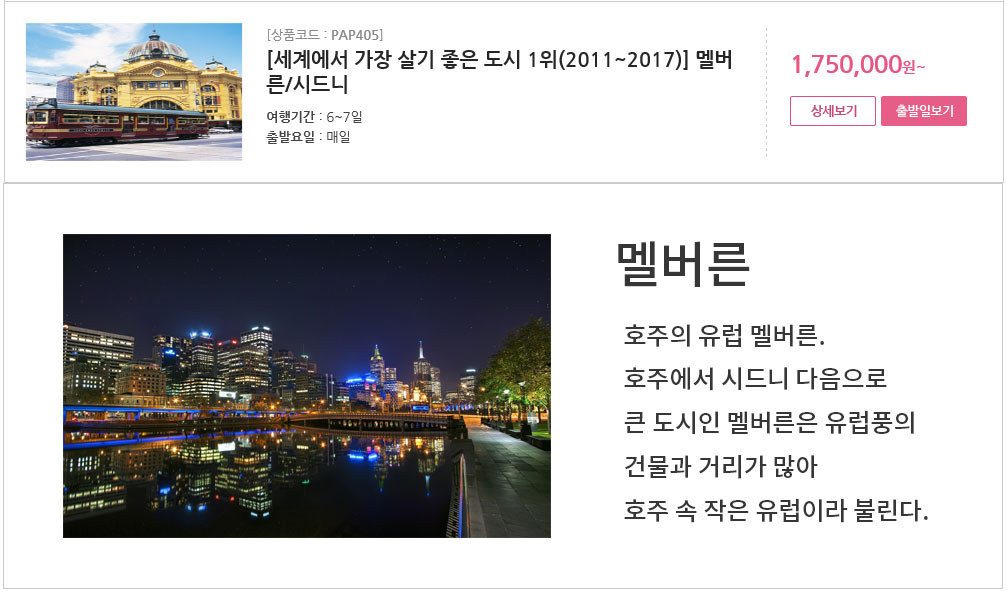 [상품코드 : PAP405]
[세계에서 가장 살기 좋은 도시 1위(2011~2017)] 멜버
른/시드니
여행기간 : 6~7일
출발요일 : 매일
1,750,000원~
상세보기 출발일보기
멜버른
호주의 유럽 멜버른.
호주에서 시드니 다음으로
큰 도시인 멜버른은 유럽풍의
건물과 거리가 많아
호주 속 작은 유럽이라 불린다.